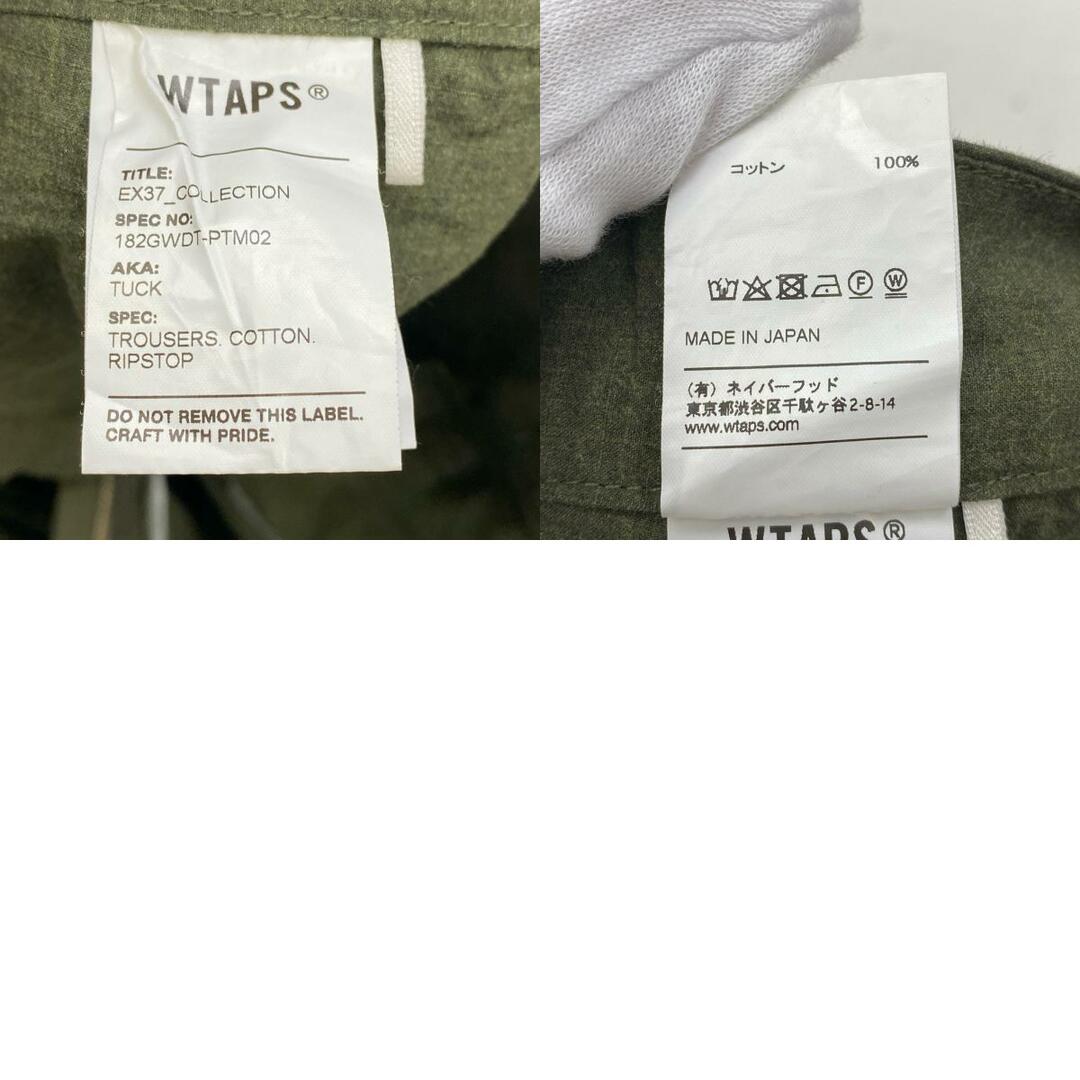 WTAPS®
TITLE:
EX37_COLLECTION
SPEC NO:
182GWDT-PTM02
AKA:
TUCK
SPEC:
TROUSERS. COTTON.
RIPSTOP
DO NOT REMOVE THIS LABEL.
CRAFT WITH PRIDE.
コットン 100%
F W
MADE IN JAPAN
(有) ネイバーフッド
東京都渋谷区千駄ヶ谷2-8-14
www.wtaps.com
WTAPS®